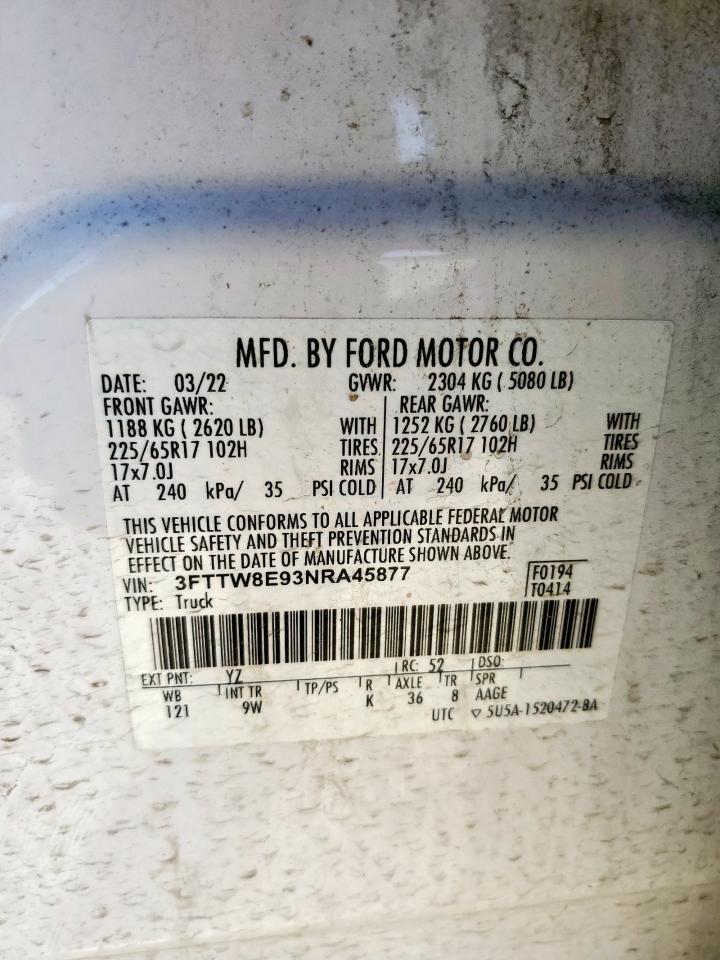 MFD. BY FORD MOTOR CO.
DATE: 03/22 GVWR: 2304 KG ( 5080 LB)
FRONT GAWR: REAR GAWR:
1188 KG ( 2620 LB) WITH 1252 KG ( 2760 LB) WITH
225/65R17 102H TIRES 225/65R17 102H TIRES
17x7.0J RIMS 17x7.0J RIMS
AT 240 kPa/ 35 PSI COLD AT 240 kPa/ 35 PSI COLD
THIS VEHICLE CONFORMS TO ALL APPLICABLE FEDERAL MOTOR
VEHICLE SAFETY AND THEFT PREVENTION STANDARDS IN
EFFECT ON THE DATE OF MANUFACTURE SHOWN ABOVE.
VIN: 3FTTW8E93NRA45877 F0194
TYPE: Truck T0414
EXT PNT: YZ RC: 52 DSO:
WB INT TR TP/PS R AXLE TR SPR
121 9W K 36 8 AAGE
UTC ▽ 5U5A-1520472-BA